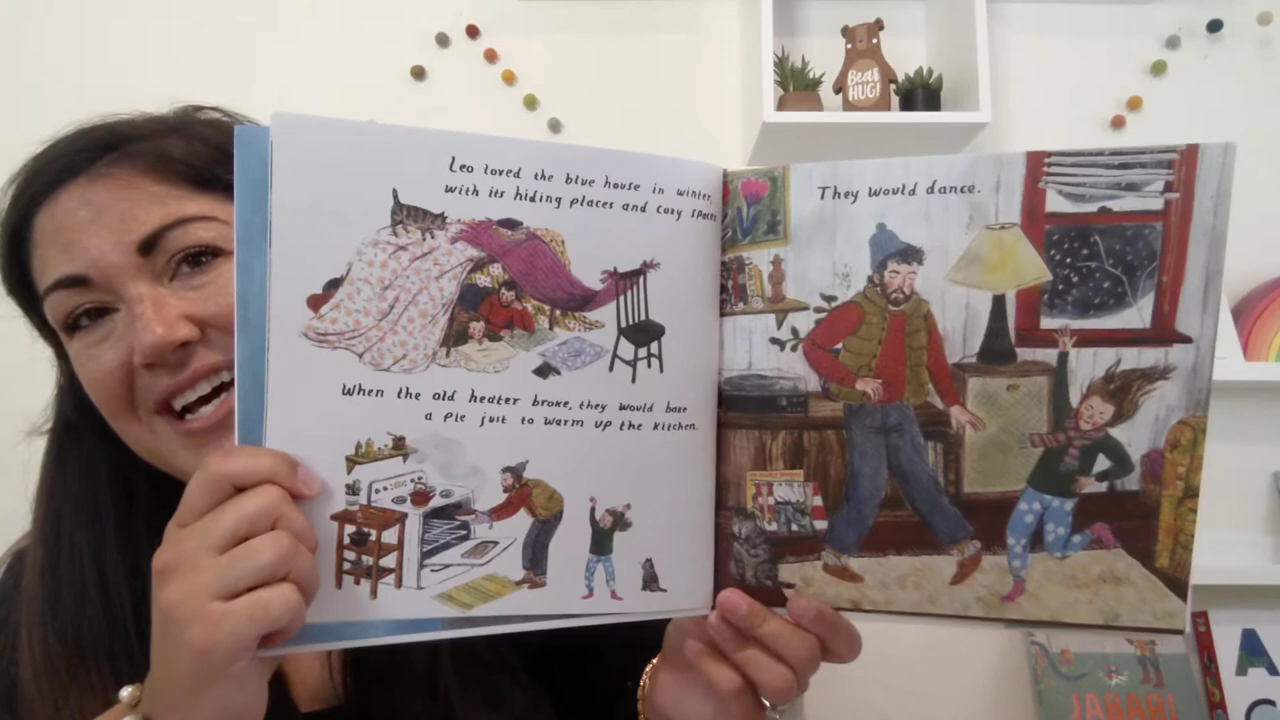 Bear
HUG!
Leo loved the blue house in winter,
with its hiding places and cozy spaces.
They would dance.
When the old heater broke, they would bake
a pie just to warm up the kitchen.
JABARI
A